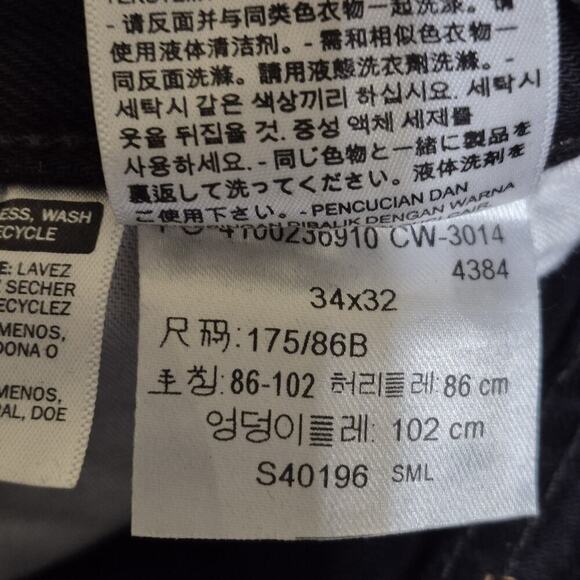 - 请反面并与同类色衣物一起洗涤。请
使用液体清洁剂。- 需和相似色衣物一
同反面洗滌。請用液態洗衣劑洗滌。-
세탁시 같은 색상끼리 하십시요. 세탁시
옷을 뒤집을 것. 중성 액체 세제를
사용하세요. - 同じ色物と一緒に製品を
裏返して洗ってください。液体洗剤を
ご使用下さい。- PENCUCIAN DAN
DIBALIK DENGAN WARNA
ESS, WASH
ECYCLE
E: LAVEZ
SECHER
ECYCLEZ
MENOS,
DONA O
MENOS,
AL, DOE
4100236910 CW-3014
4384
34x32
尺码: 175/86B
호칭: 86-102 허리둘레: 86 cm
엉덩이둘레: 102 cm
S40196 SML